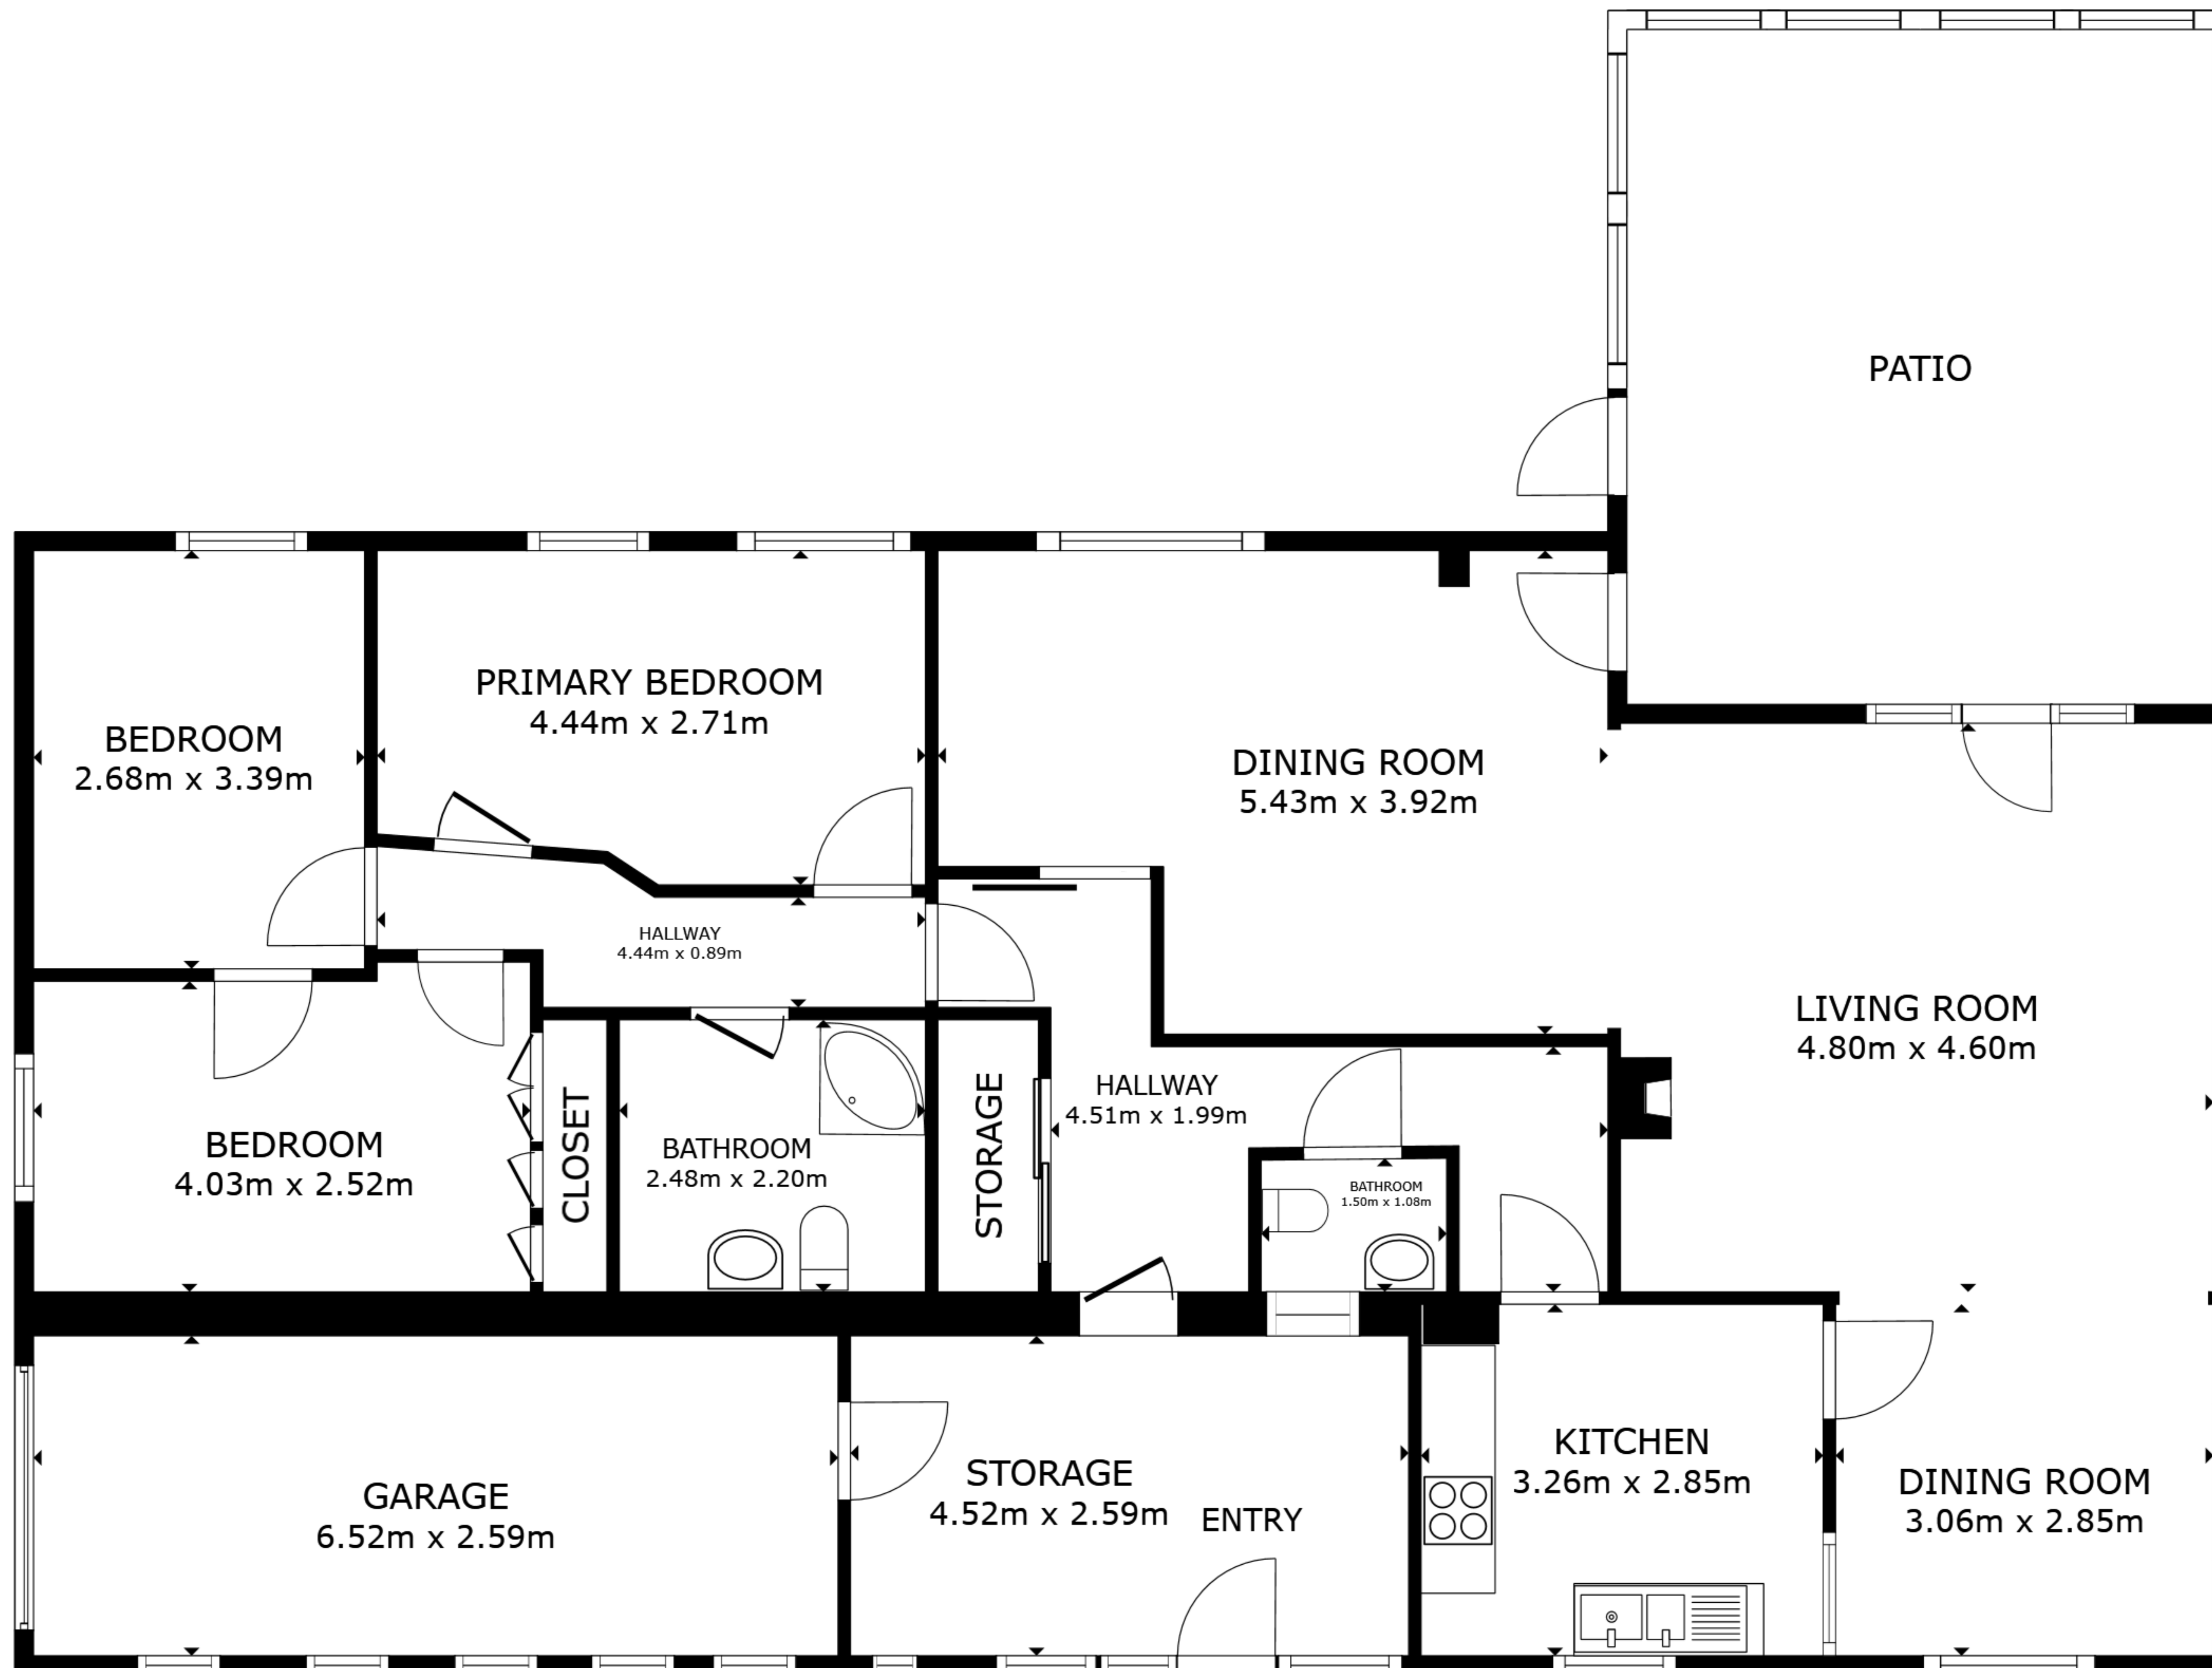 PATIO
PRIMARY BEDROOM
4.44m x 2.71m
BEDROOM
2.68m x 3.39m
DINING ROOM
5.43m x 3.92m
HALLWAY
4.44m x 0.89m
LIVING ROOM
4.80m x 4.60m
HALLWAY
4.51m x 1.99m
BEDROOM
4.03m x 2.52m
CLOSET
BATHROOM
2.48m x 2.20m
STORAGE
BATHROOM
1.50m x 1.08m
GARAGE
6.52m x 2.59m
STORAGE
4.52m x 2.59m
ENTRY
KITCHEN
3.26m x 2.85m
DINING ROOM
3.06m x 2.85m